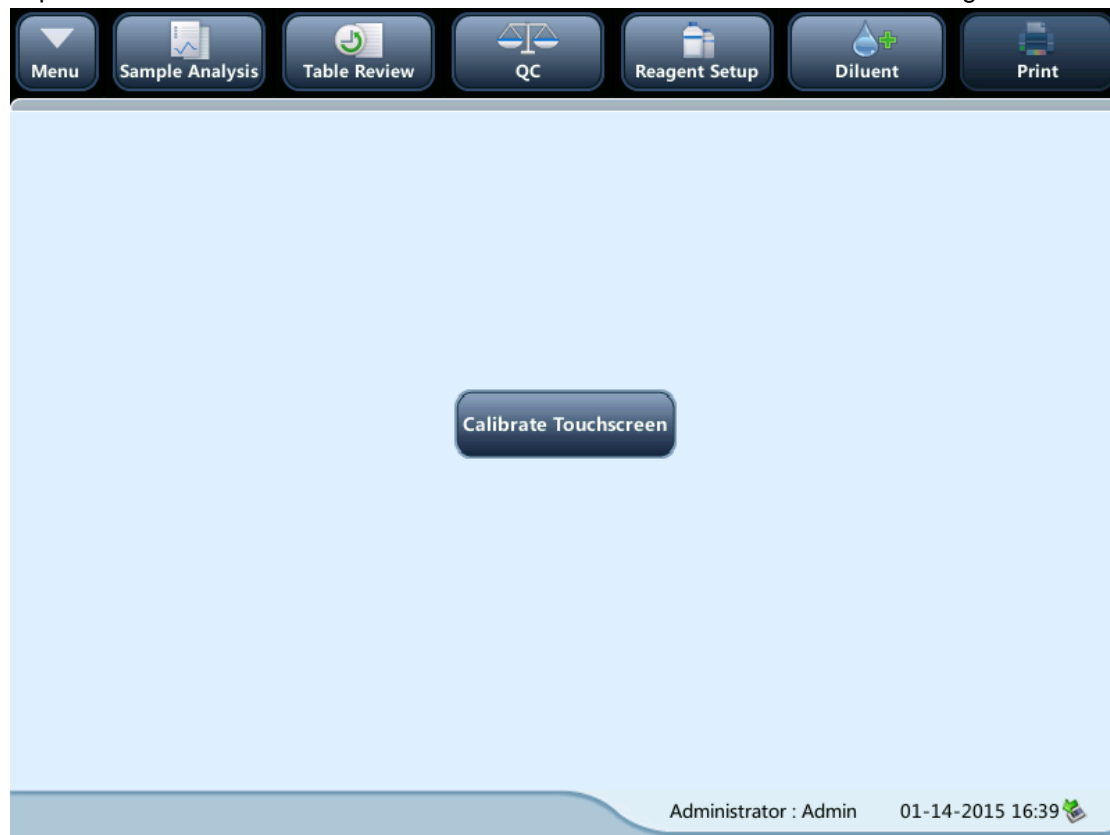 Menu
Sample Analysis
Table Review
QC
Reagent Setup
Diluent
Print
Calibrate Touchscreen
Administrator : Admin 01-14-2015 16:39